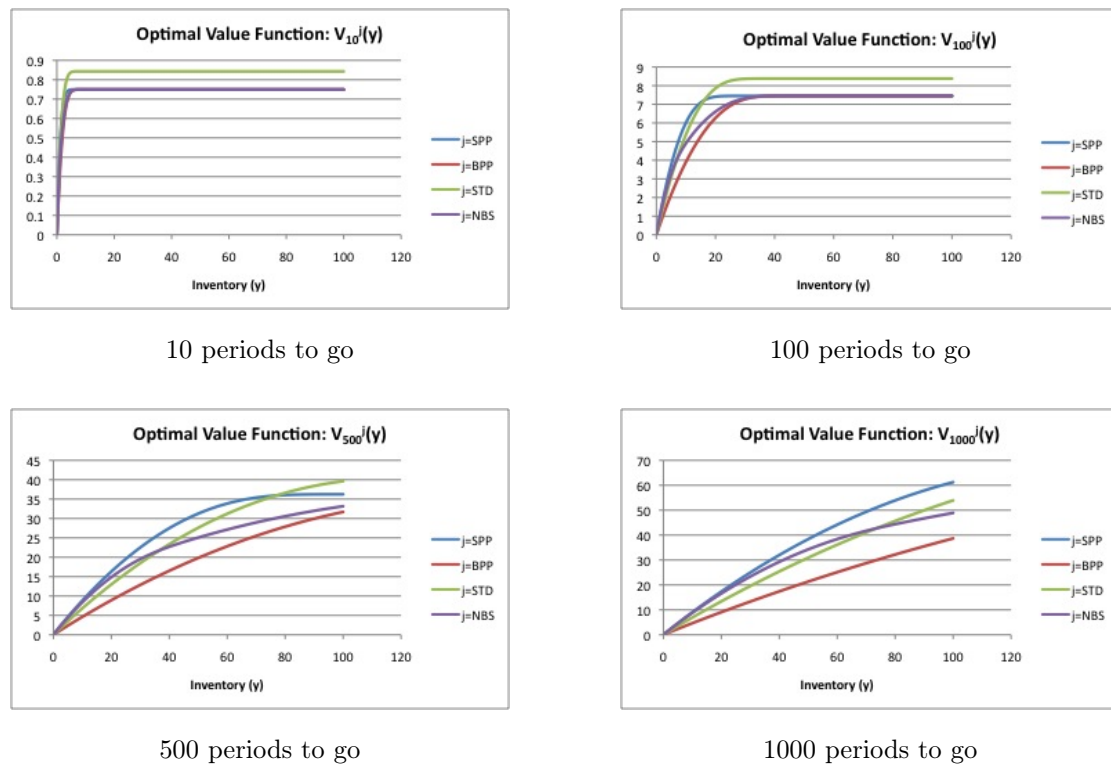 Optimal Value Function: V₁₀ʲ(y)
0.9
0.8
0.7
0.6
0.5
0.4
0.3
0.2
0.1
0
0 20 40 60 80 100 120
Inventory (y)
j=SPP
j=BPP
j=STD
j=NBS
10 periods to go
Optimal Value Function: V₁₀₀ʲ(y)
9
8
7
6
5
4
3
2
1
0
0 20 40 60 80 100 120
Inventory (y)
j=SPP
j=BPP
j=STD
j=NBS
100 periods to go
Optimal Value Function: V₅₀₀ʲ(y)
45
40
35
30
25
20
15
10
5
0
0 20 40 60 80 100 120
Inventory (y)
j=SPP
j=BPP
j=STD
j=NBS
500 periods to go
Optimal Value Function: V₁₀₀₀ʲ(y)
70
60
50
40
30
20
10
0
0 20 40 60 80 100 120
Inventory (y)
j=SPP
j=BPP
j=STD
j=NBS
1000 periods to go